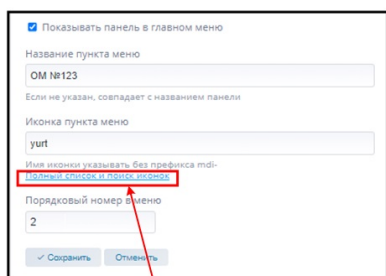 Показывать панель в главном меню
Название пункта меню
ОМ №123
Если не указан, совпадает с названием панели
Иконка пункта меню
yurt
Имя иконки указывать без префикса mdi-
Полный список и поиск иконок
Порядковый номер в меню
2
Сохранить Отменить